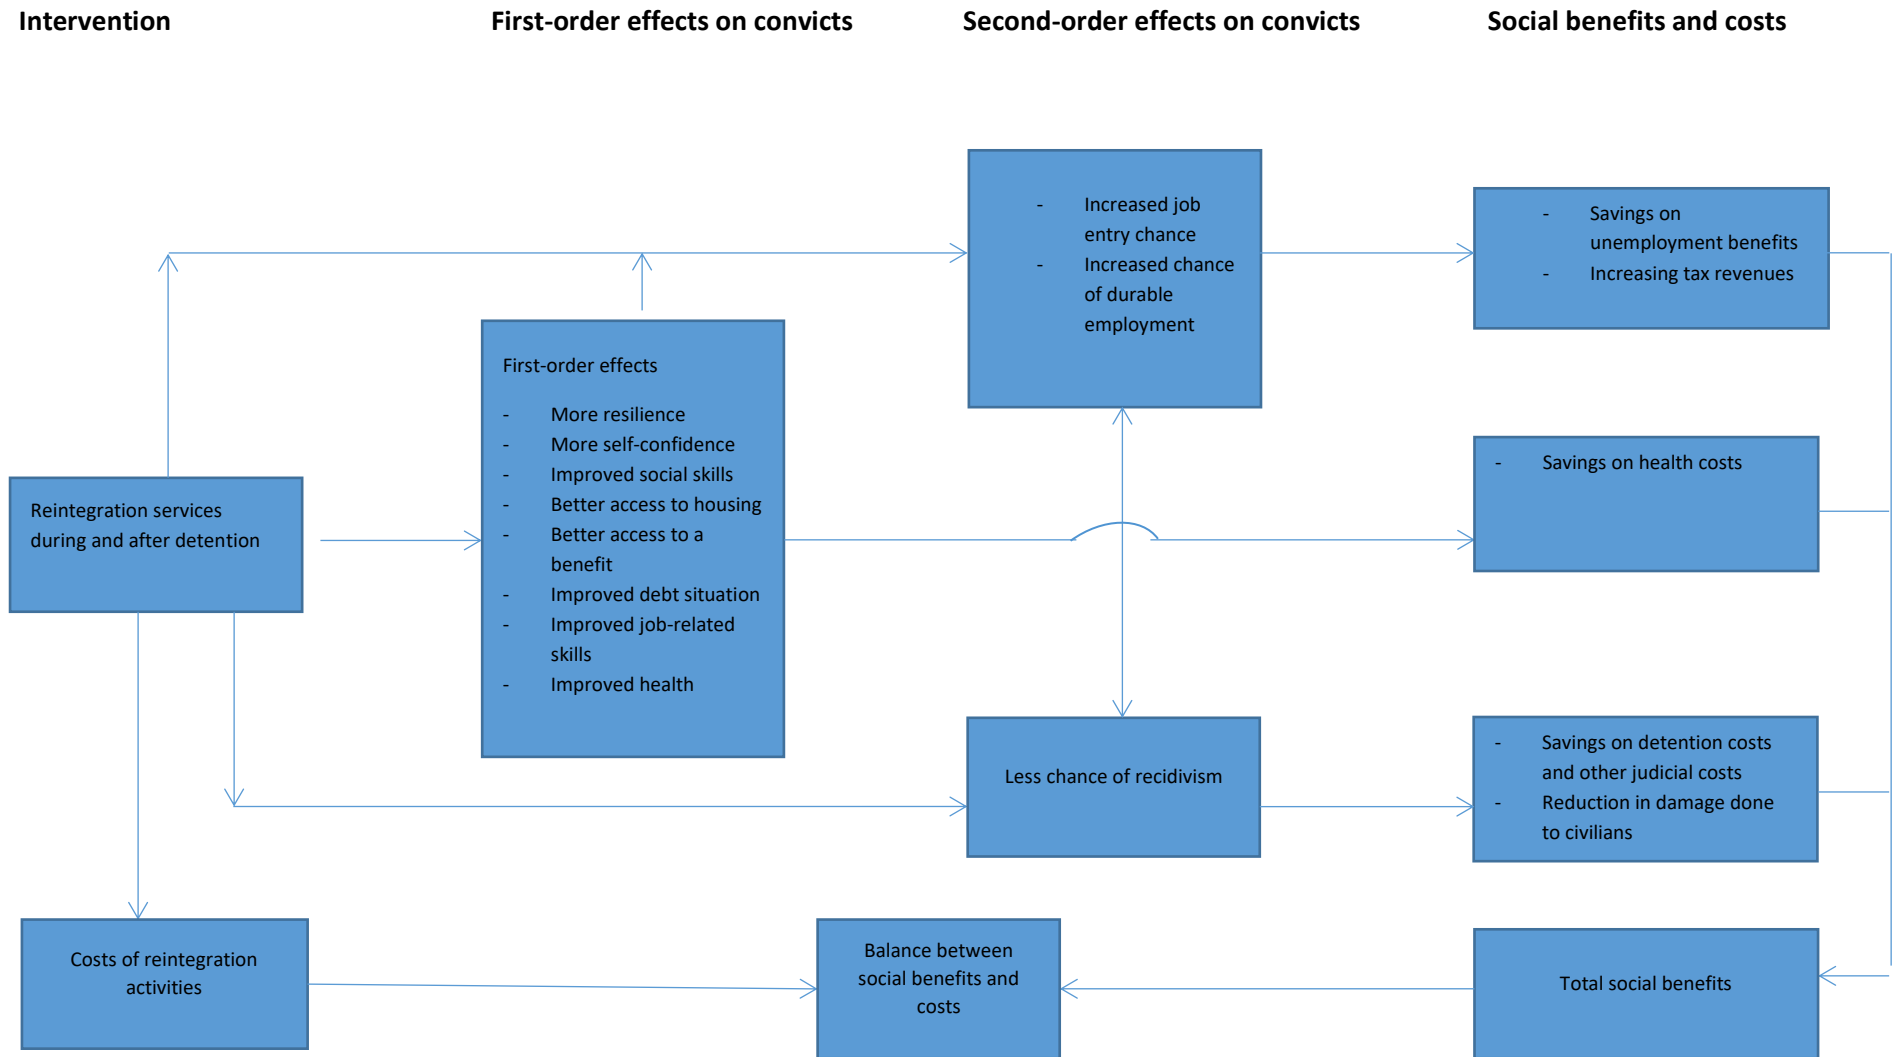 Intervention
First-order effects on convicts
Second-order effects on convicts
Social benefits and costs
- Increased job
entry chance
- Increased chance
of durable
employment
- Savings on
unemployment benefits
- Increasing tax revenues
First-order effects
- More resilience
- More self-confidence
- Improved social skills
- Better access to housing
- Better access to a
benefit
- Improved debt situation
- Improved job-related
skills
- Improved health
- Savings on health costs
Reintegration services
during and after detention
Less chance of recidivism
- Savings on detention costs
and other judicial costs
- Reduction in damage done
to civilians
Costs of reintegration
activities
Balance between
social benefits and
costs
Total social benefits